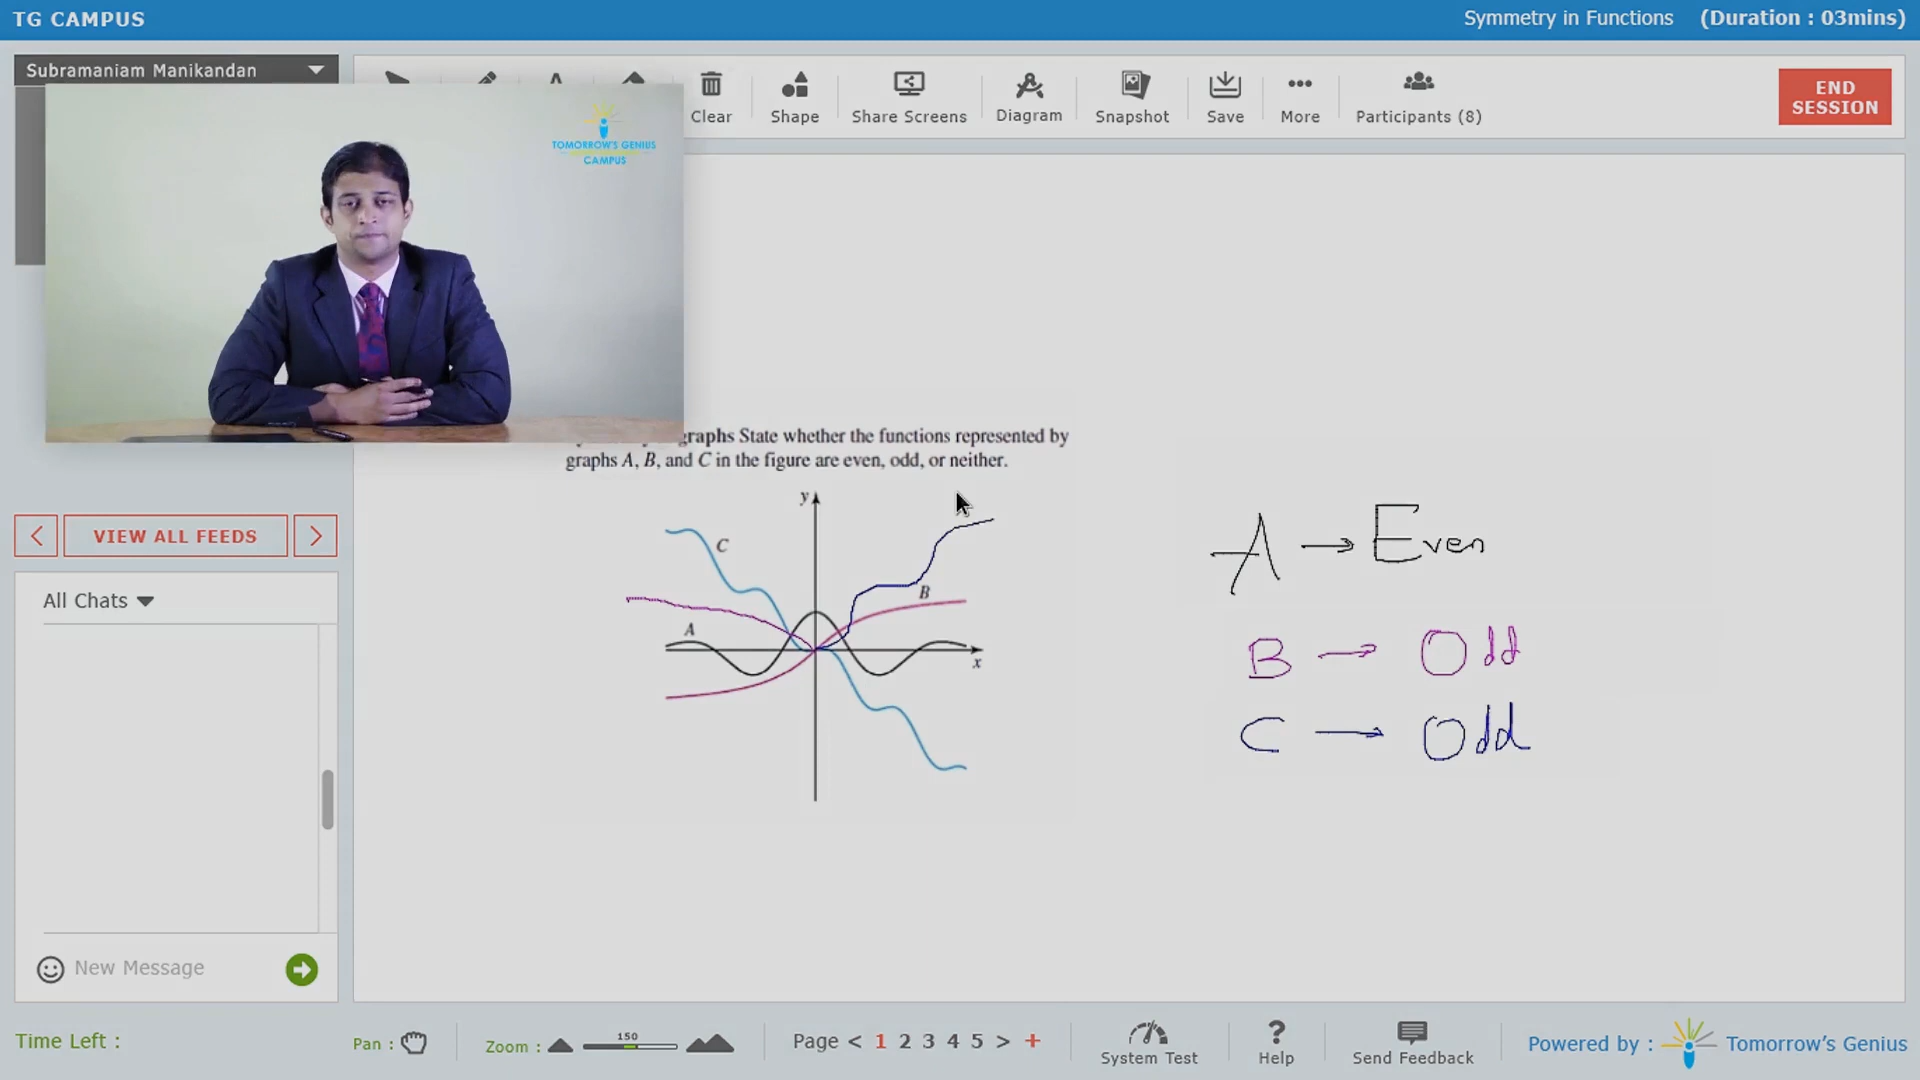 TG CAMPUS
Symmetry in Functions (Duration : 03mins)
Subramaniam Manikandan
TOMORROW'S GENIUS
CAMPUS
Clear
Shape
Share Screens
Diagram
Snapshot
Save
More
Participants (8)
END
SESSION
graphs State whether the functions represented by
graphs A, B, and C in the figure are even, odd, or neither.
y
C
B
A
x
A → Even
B → Odd
C → Odd
VIEW ALL FEEDS
All Chats
New Message
Time Left :
Pan :
Zoom :
150
Page < 1 2 3 4 5 > +
System Test
Help
Send Feedback
Powered by : Tomorrow's Genius